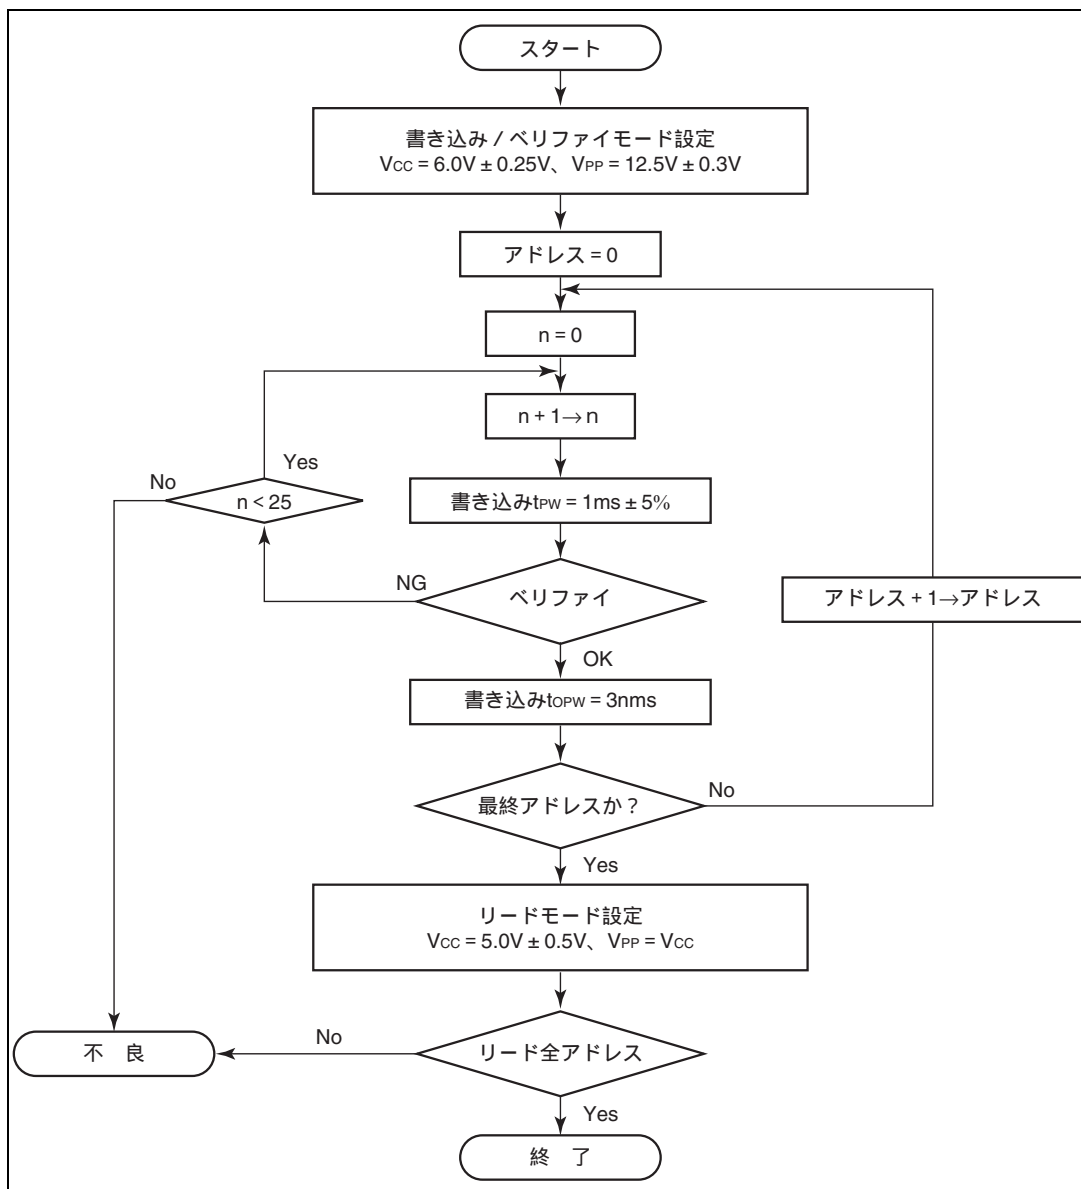 スタート
書き込み / ベリファイモード設定
VCC = 6.0V ± 0.25V、VPP = 12.5V ± 0.3V
アドレス = 0
n = 0
n + 1→ n
Yes
No
n < 25
書き込みtPW = 1ms ± 5%
NG
ベリファイ
アドレス + 1→アドレス
OK
書き込みtOPW = 3nms
最終アドレスか？
No
Yes
リードモード設定
VCC = 5.0V ± 0.5V、VPP = VCC
不 良
No
リード全アドレス
Yes
終 了